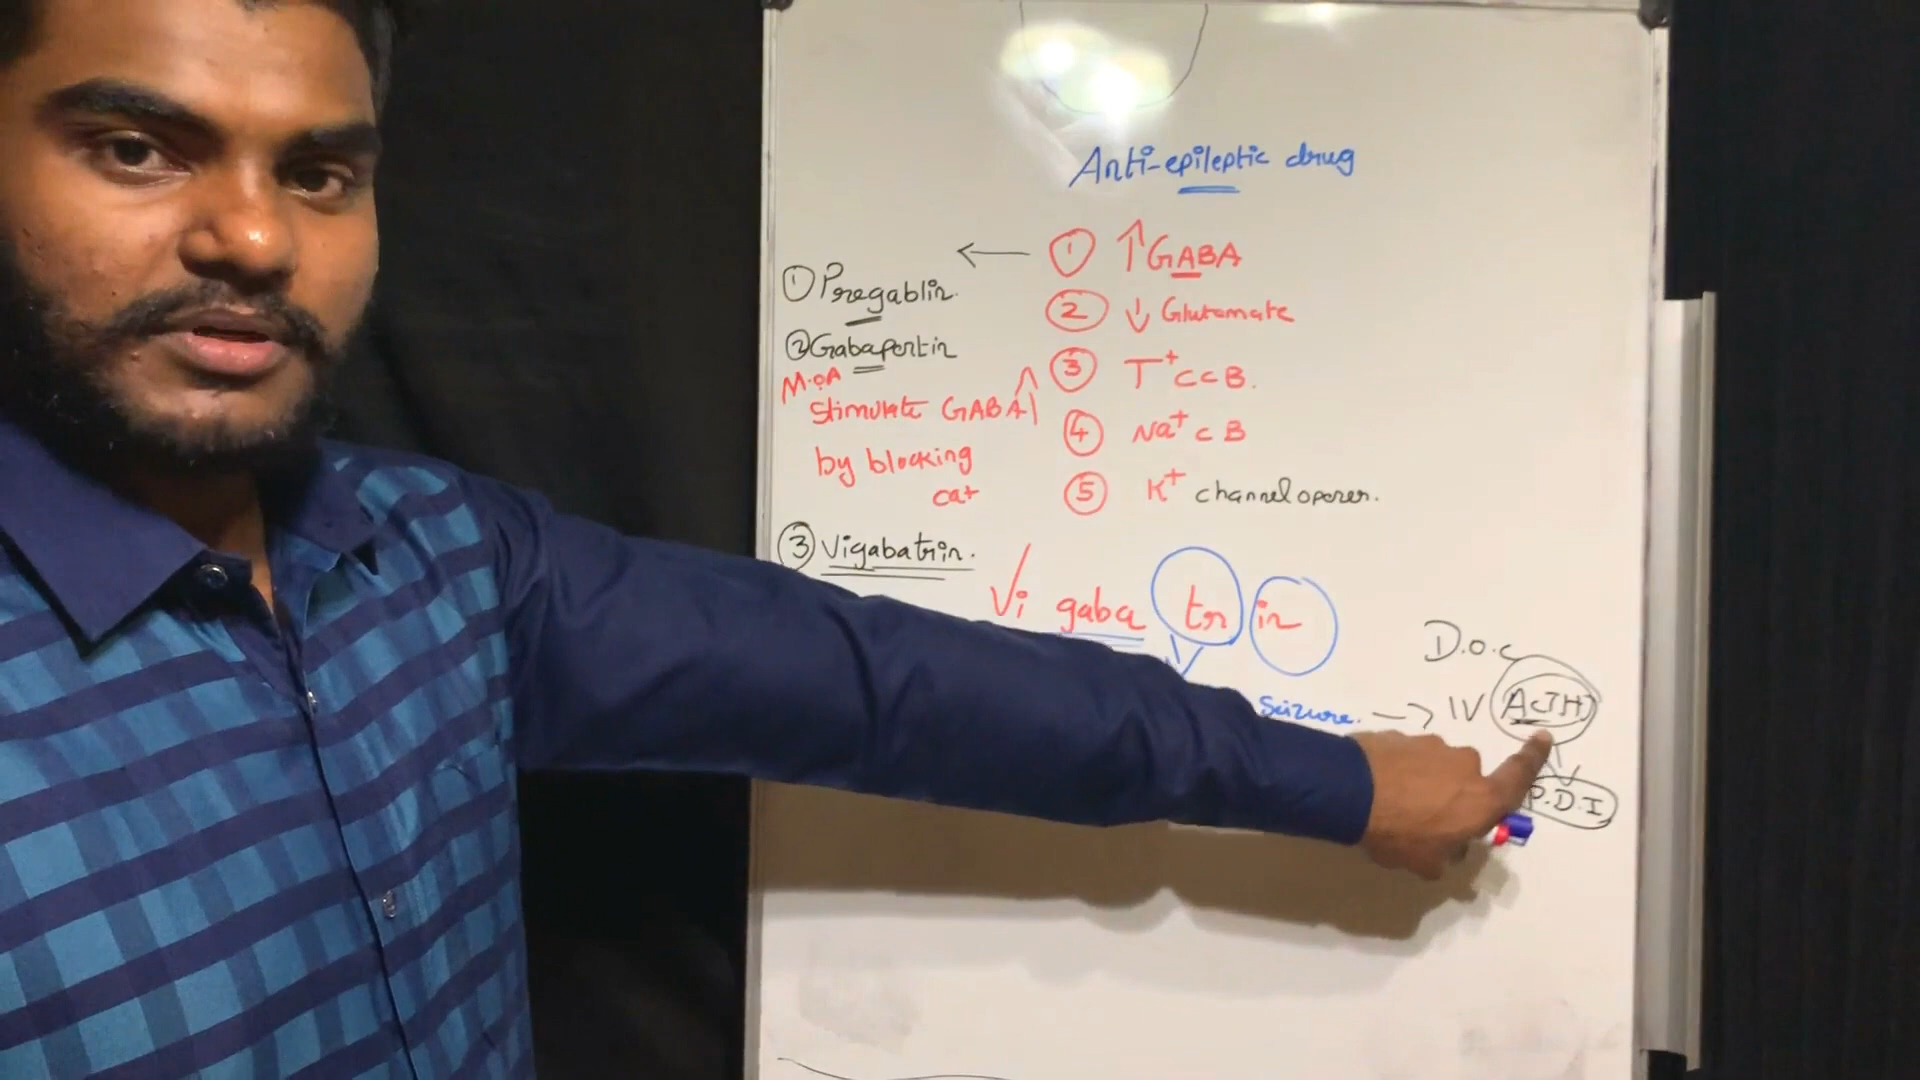 Anti-epileptic drug
① ↑ GABA
② ↓ Glutamate
③ T⁺ccB.
④ Na⁺ c B
⑤ K⁺ channel opener.
① Pregablin.
② Gabapentin
M.O.A
Stimulate GABA
by blocking
ca+
③ Vigabatrin.
Vi gaba tr in
Seizure. → IV ACTH
D.O.C
P.D.I